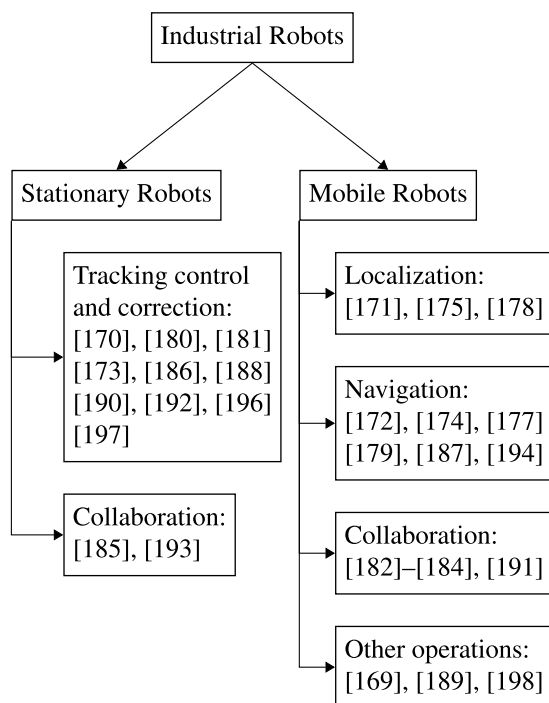 Industrial Robots
Stationary Robots
Mobile Robots
Tracking control
and correction:
[170], [180], [181]
[173], [186], [188]
[190], [192], [196]
[197]
Collaboration:
[185], [193]
Localization:
[171], [175], [178]
Navigation:
[172], [174], [177]
[179], [187], [194]
Collaboration:
[182]–[184], [191]
Other operations:
[169], [189], [198]